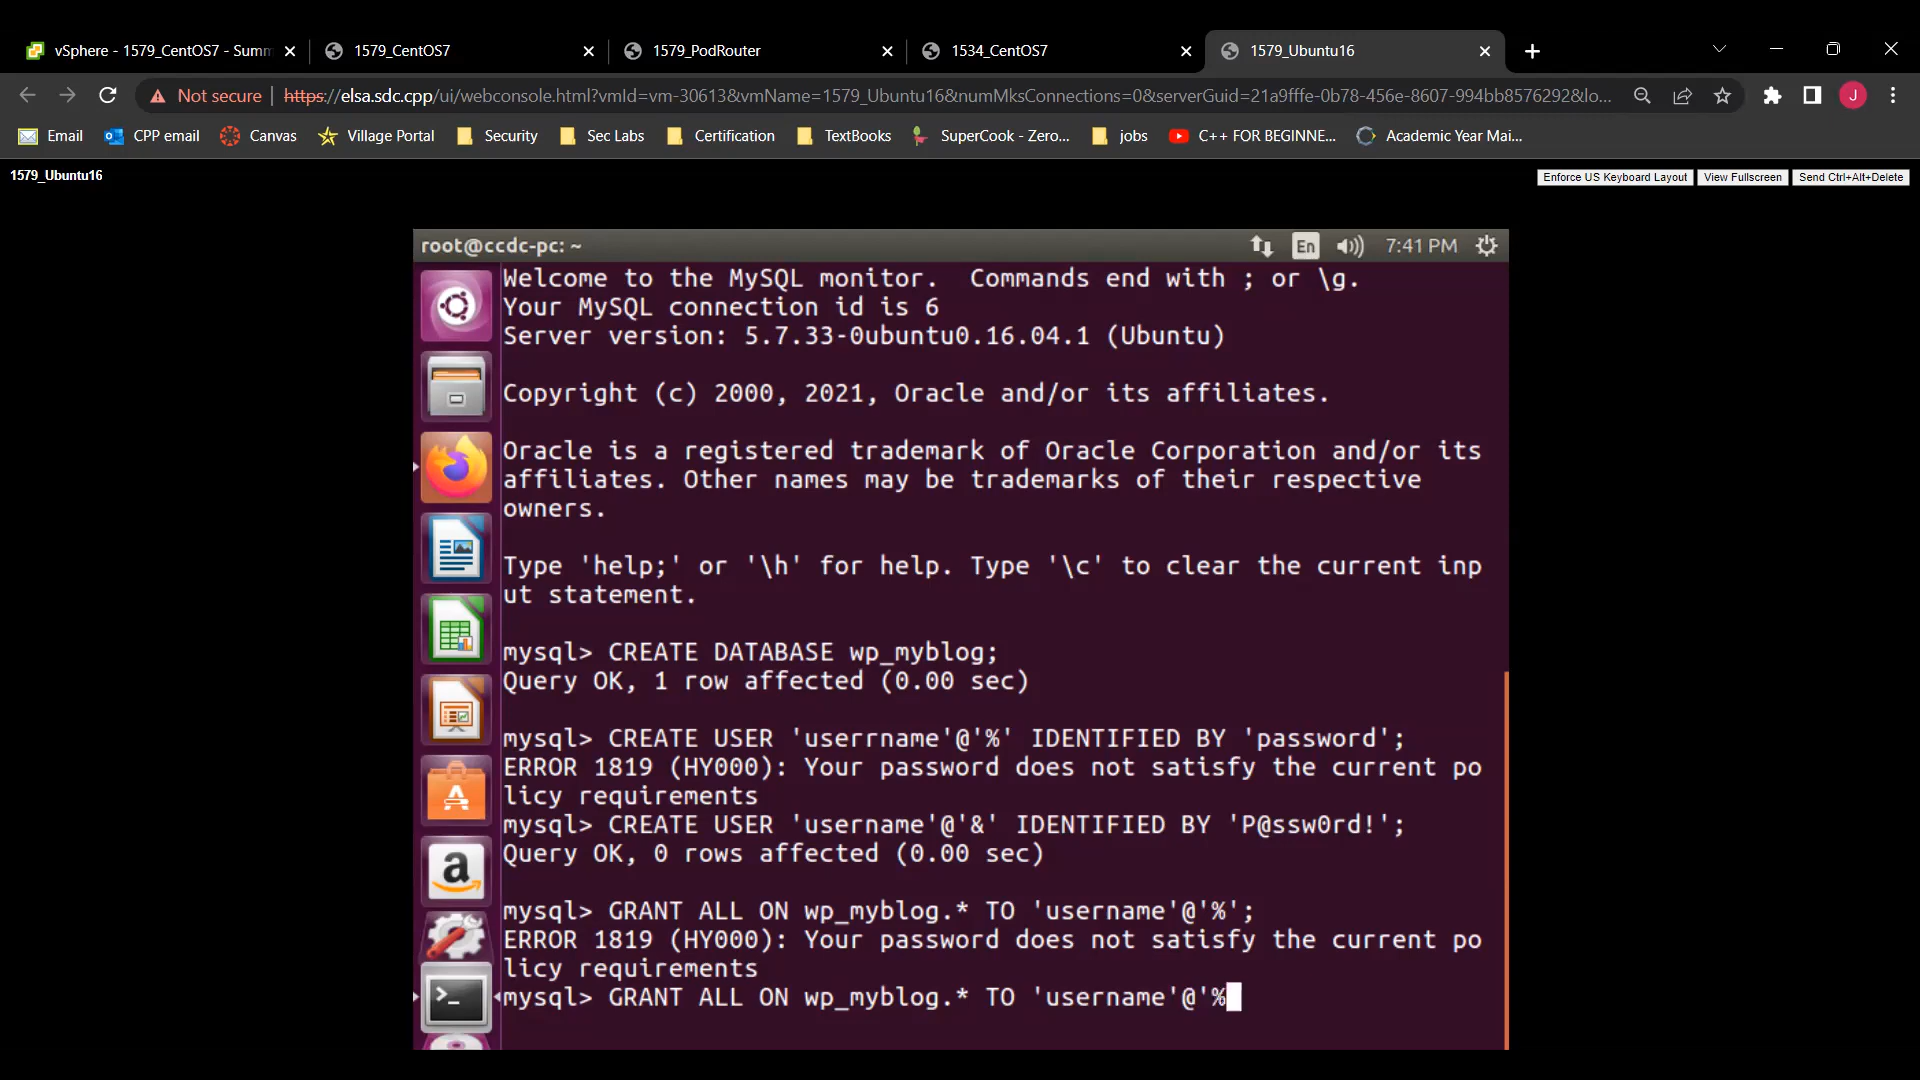 vSphere - 1579_CentOS7 - Summ
1579_CentOS7
1579_PodRouter
1534_CentOS7
1579_Ubuntu16
Not secure
https://elsa.sdc.cpp/ui/webconsole.html?vmId=vm-30613&vmName=1579_Ubuntu16&numMksConnections=0&serverGuid=21a9fffe-0b78-456e-8607-994bb8576292&lo...
J
Email
CPP email
Canvas
Village Portal
Security
Sec Labs
Certification
TextBooks
SuperCook - Zero...
jobs
C++ FOR BEGINNE...
Academic Year Mai...
1579_Ubuntu16
Enforce US Keyboard Layout
View Fullscreen
Send Ctrl+Alt+Delete
root@ccdc-pc: ~
En
7:41 PM
Welcome to the MySQL monitor.  Commands end with ; or \g.
Your MySQL connection id is 6
Server version: 5.7.33-0ubuntu0.16.04.1 (Ubuntu)
Copyright (c) 2000, 2021, Oracle and/or its affiliates.
Oracle is a registered trademark of Oracle Corporation and/or its
affiliates. Other names may be trademarks of their respective
owners.
Type 'help;' or '\h' for help. Type '\c' to clear the current inp
ut statement.
mysql> CREATE DATABASE wp_myblog;
Query OK, 1 row affected (0.00 sec)
mysql> CREATE USER 'userrname'@'%' IDENTIFIED BY 'password';
ERROR 1819 (HY000): Your password does not satisfy the current po
licy requirements
mysql> CREATE USER 'username'@'&' IDENTIFIED BY 'P@ssw0rd!';
Query OK, 0 rows affected (0.00 sec)
mysql> GRANT ALL ON wp_myblog.* TO 'username'@'%';
ERROR 1819 (HY000): Your password does not satisfy the current po
licy requirements
mysql> GRANT ALL ON wp_myblog.* TO 'username'@'%